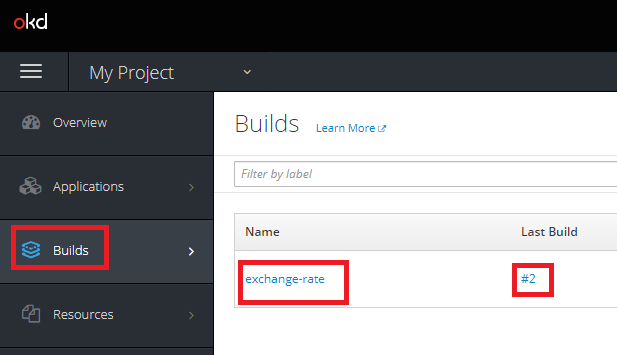 okd
My Project
Overview
Applications
Builds
Resources
Builds Learn More
Filter by label
Name Last Build
exchange-rate #2